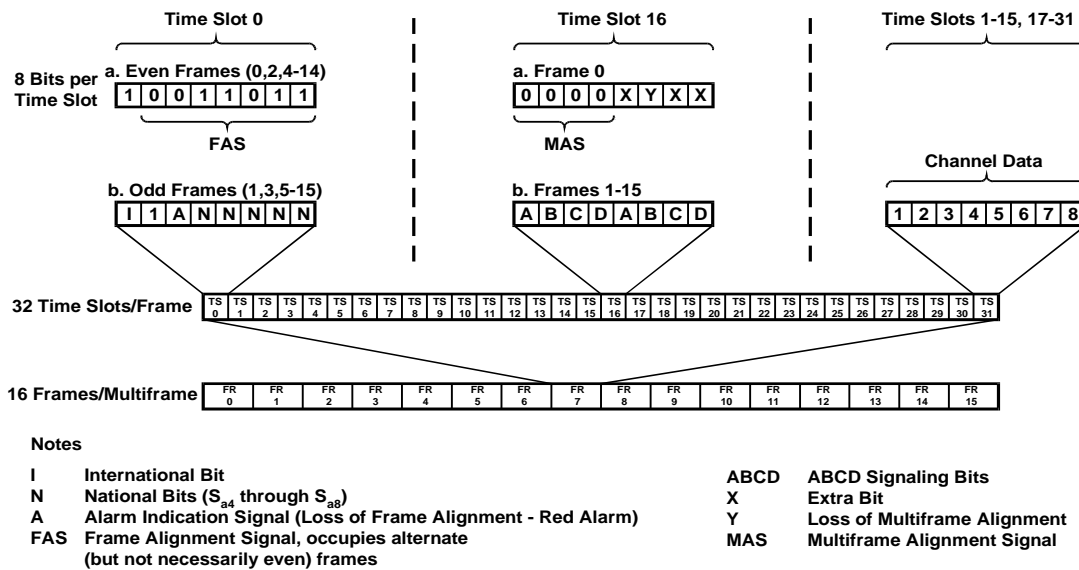 Time Slot 0
Time Slot 16
Time Slots 1-15, 17-31
8 Bits per
Time Slot
a. Even Frames (0,2,4-14)
1 0 0 1 1 0 1 1
FAS
a. Frame 0
0 0 0 0 X Y X X
MAS
b. Odd Frames (1,3,5-15)
I 1 A N N N N N
b. Frames 1-15
A B C D A B C D
Channel Data
1 2 3 4 5 6 7 8
32 Time Slots/Frame
TS TS TS TS TS TS TS TS TS TS TS TS TS TS TS TS TS TS TS TS TS TS TS TS TS TS TS TS TS TS TS TS
0 1 2 3 4 5 6 7 8 9 10 11 12 13 14 15 16 17 18 19 20 21 22 23 24 25 26 27 28 29 30 31
16 Frames/Multiframe
FR FR FR FR FR FR FR FR FR FR FR FR FR FR FR FR
0 1 2 3 4 5 6 7 8 9 10 11 12 13 14 15
Notes
I International Bit
N National Bits (Sa4 through Sa8)
A Alarm Indication Signal (Loss of Frame Alignment - Red Alarm)
FAS Frame Alignment Signal, occupies alternate
(but not necessarily even) frames
ABCD ABCD Signaling Bits
X Extra Bit
Y Loss of Multiframe Alignment
MAS Multiframe Alignment Signal